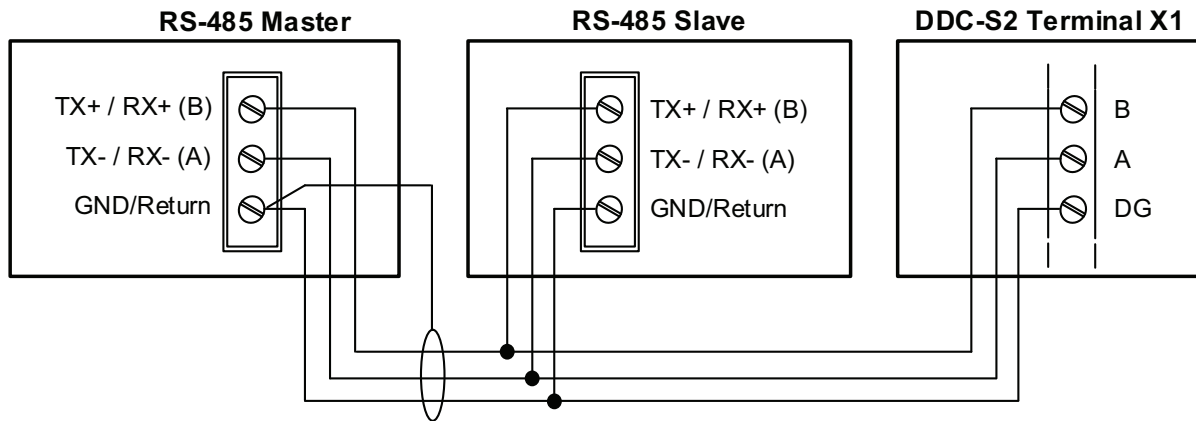 RS-485 Master
TX+ / RX+ (B)
TX- / RX- (A)
GND/Return
RS-485 Slave
TX+ / RX+ (B)
TX- / RX- (A)
GND/Return
DDC-S2 Terminal X1
B
A
DG